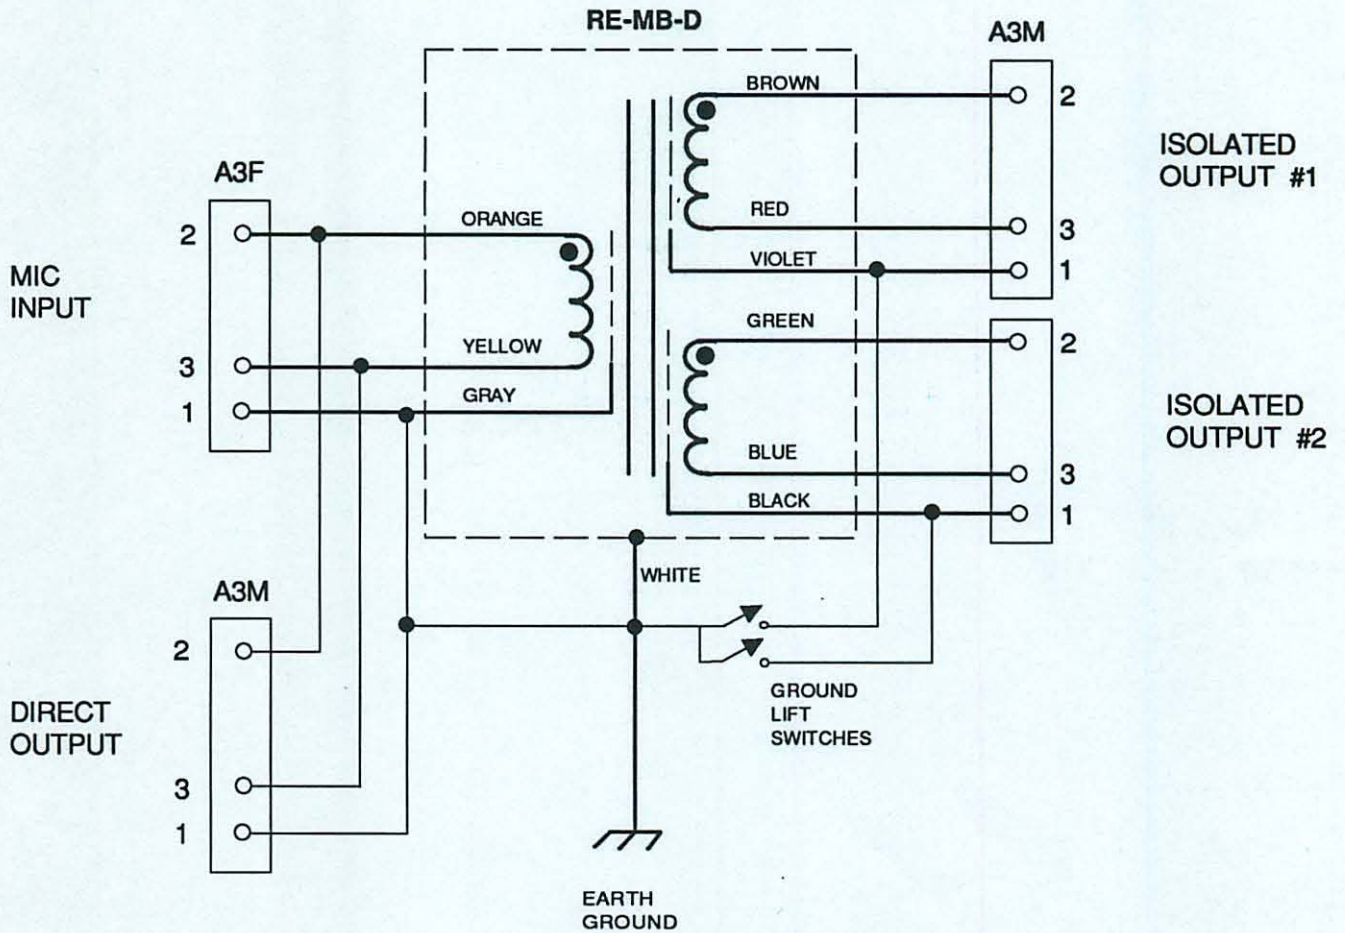 RE-MB-D
A3M
BROWN
2
ISOLATED
OUTPUT #1
A3F
RED
3
VIOLET
1
ORANGE
2
MIC
INPUT
YELLOW
3
GRAY
1
GREEN
2
ISOLATED
OUTPUT #2
BLUE
3
BLACK
1
WHITE
A3M
2
DIRECT
OUTPUT
3
1
GROUND
LIFT
SWITCHES
EARTH
GROUND